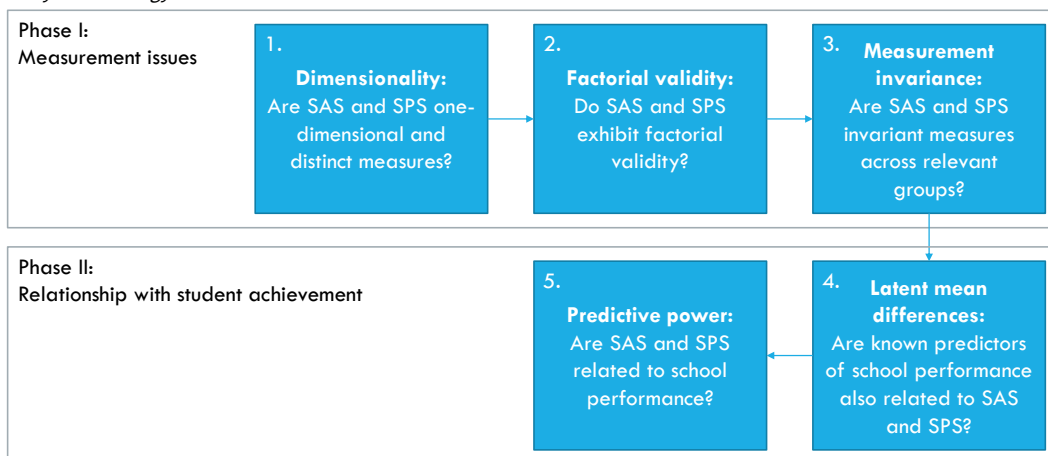 Phase I:
Measurement issues
1.
Dimensionality:
Are SAS and SPS one-
dimensional and
distinct measures?
2.
Factorial validity:
Do SAS and SPS
exhibit factorial
validity?
3.
Measurement
invariance:
Are SAS and SPS
invariant measures
across relevant
groups?
Phase II:
Relationship with student achievement
4.
Latent mean
differences:
Are known predictors
of school performance
also related to SAS
and SPS?
5.
Predictive power:
Are SAS and SPS
related to school
performance?